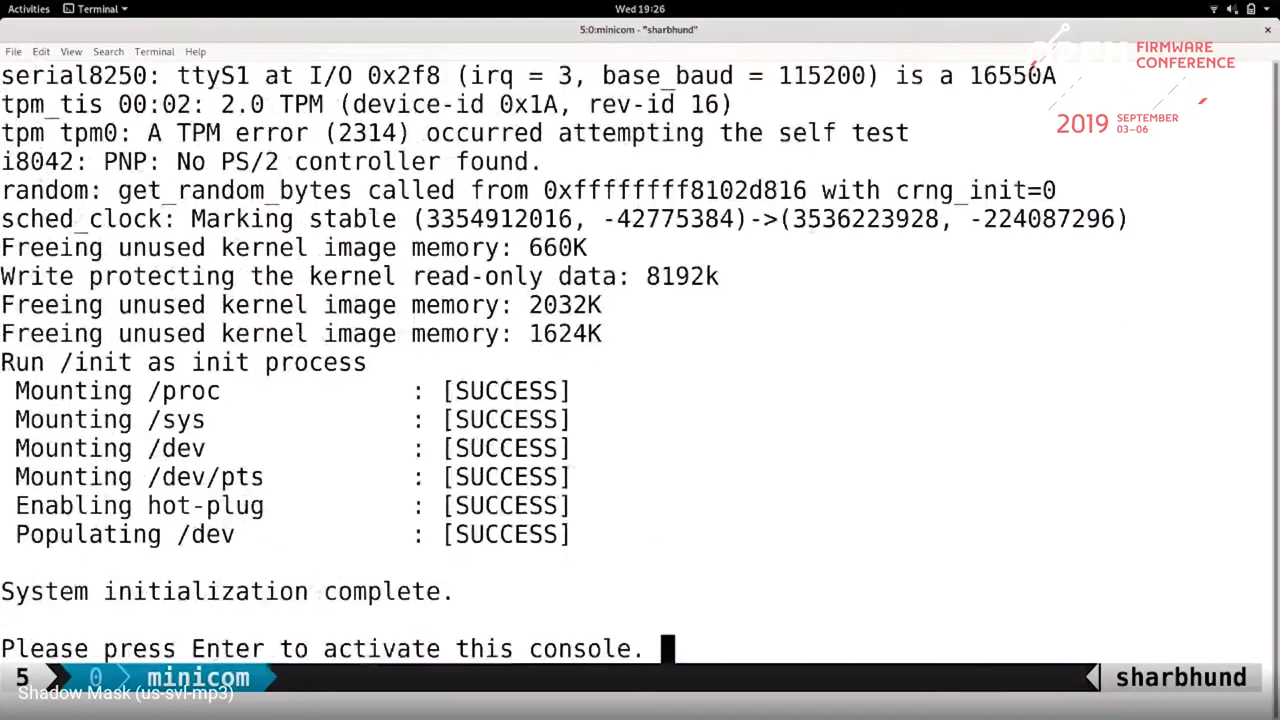 Activities Terminal Wed 19:26
5:0:minicom - "sharbhund"
File Edit View Search Terminal Help
FIRMWARE
CONFERENCE
2019 SEPTEMBER
03–06
serial8250: ttyS1 at I/O 0x2f8 (irq = 3, base_baud = 115200) is a 16550A
tpm_tis 00:02: 2.0 TPM (device-id 0x1A, rev-id 16)
tpm tpm0: A TPM error (2314) occurred attempting the self test
i8042: PNP: No PS/2 controller found.
random: get_random_bytes called from 0xffffffff8102d816 with crng_init=0
sched_clock: Marking stable (3354912016, -42775384)->(3536223928, -224087296)
Freeing unused kernel image memory: 660K
Write protecting the kernel read-only data: 8192k
Freeing unused kernel image memory: 2032K
Freeing unused kernel image memory: 1624K
Run /init as init process
Mounting /proc : [SUCCESS]
Mounting /sys : [SUCCESS]
Mounting /dev : [SUCCESS]
Mounting /dev/pts : [SUCCESS]
Enabling hot-plug : [SUCCESS]
Populating /dev : [SUCCESS]
System initialization complete.
Please press Enter to activate this console.
5 0 minicom sharbhund
Shadow Mask (us-svl-mp3)